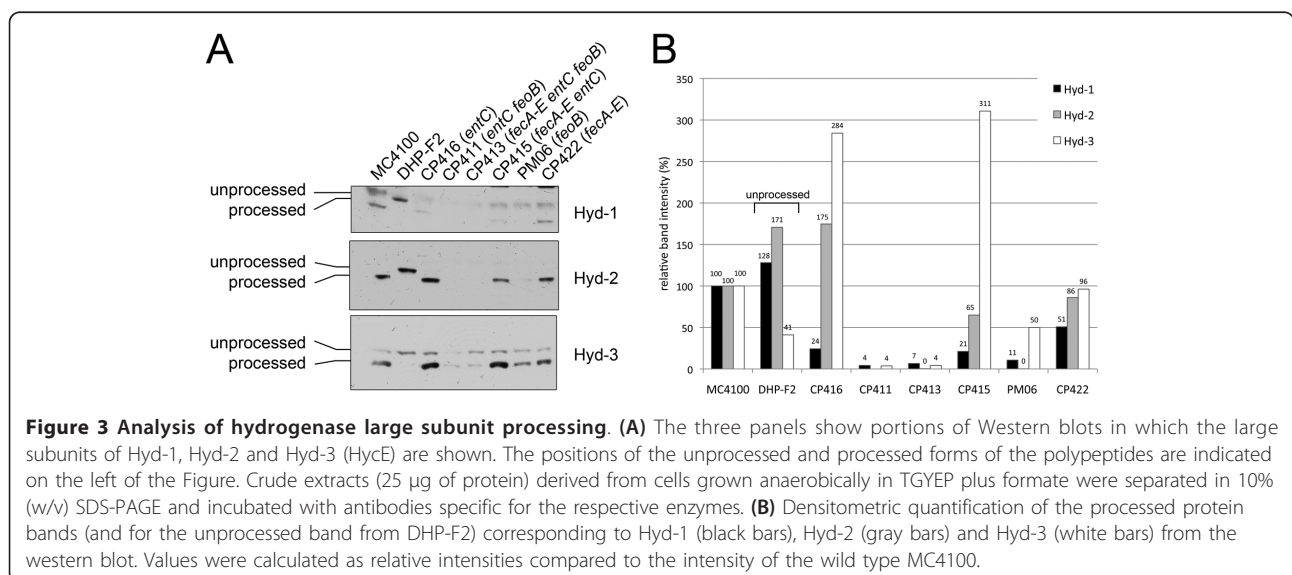 A
MC4100
DHP-F2
CP416 (entC)
CP411 (entC feoB)
CP413 (fecA-E entC feoB)
CP415 (fecA-E entC)
PM06 (feoB)
CP422 (fecA-E)
unprocessed
processed
Hyd-1
unprocessed
processed
Hyd-2
unprocessed
processed
Hyd-3
B
relative band intensity (%)
350
300
250
200
150
100
50
0
Hyd-1
Hyd-2
Hyd-3
unprocessed
100 100 100
128 171 41
24 175 284
4 4
7 0 4
21 65 311
11 0 50
51 86 96
MC4100 DHP-F2 CP416 CP411 CP413 CP415 PM06 CP422
Figure 3 Analysis of hydrogenase large subunit processing. (A) The three panels show portions of Western blots in which the large
subunits of Hyd-1, Hyd-2 and Hyd-3 (HycE) are shown. The positions of the unprocessed and processed forms of the polypeptides are indicated
on the left of the Figure. Crude extracts (25 μg of protein) derived from cells grown anaerobically in TGYEP plus formate were separated in 10%
(w/v) SDS-PAGE and incubated with antibodies specific for the respective enzymes. (B) Densitometric quantification of the processed protein
bands (and for the unprocessed band from DHP-F2) corresponding to Hyd-1 (black bars), Hyd-2 (gray bars) and Hyd-3 (white bars) from the
western blot. Values were calculated as relative intensities compared to the intensity of the wild type MC4100.